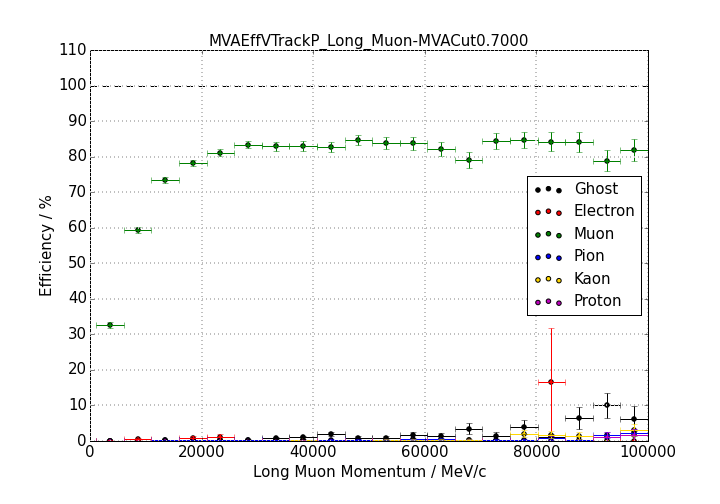 MVAEffVTrackP_Long_Muon-MVACut0.7000
110
100
90
80
70
60
50
40
30
20
10
0
Efficiency / %
Ghost
Electron
Muon
Pion
Kaon
Proton
0 20000 40000 60000 80000 100000
Long Muon Momentum / MeV/c